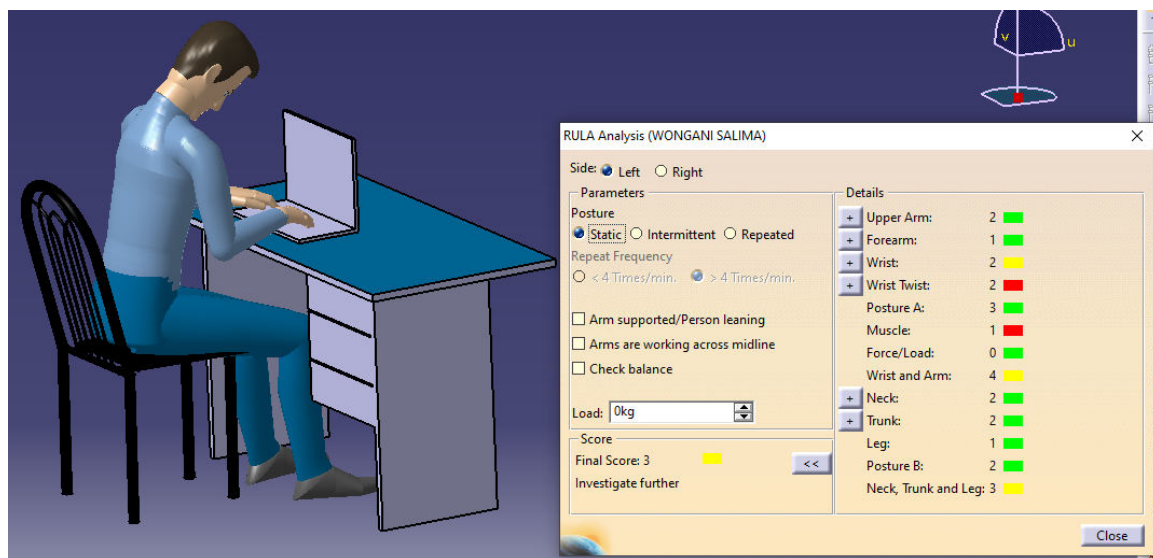 v
u
RULA Analysis (WONGANI SALIMA)
Side: Left Right
Parameters
Posture
Static Intermittent Repeated
Repeat Frequency
< 4 Times/min. > 4 Times/min.
Arm supported/Person leaning
Arms are working across midline
Check balance
Load: 0kg
Score
Final Score: 3
<<
Investigate further
Details
+ Upper Arm: 2
+ Forearm: 1
+ Wrist: 2
+ Wrist Twist: 2
Posture A: 3
Muscle: 1
Force/Load: 0
Wrist and Arm: 4
+ Neck: 2
+ Trunk: 2
Leg: 1
Posture B: 2
Neck, Trunk and Leg: 3
Close